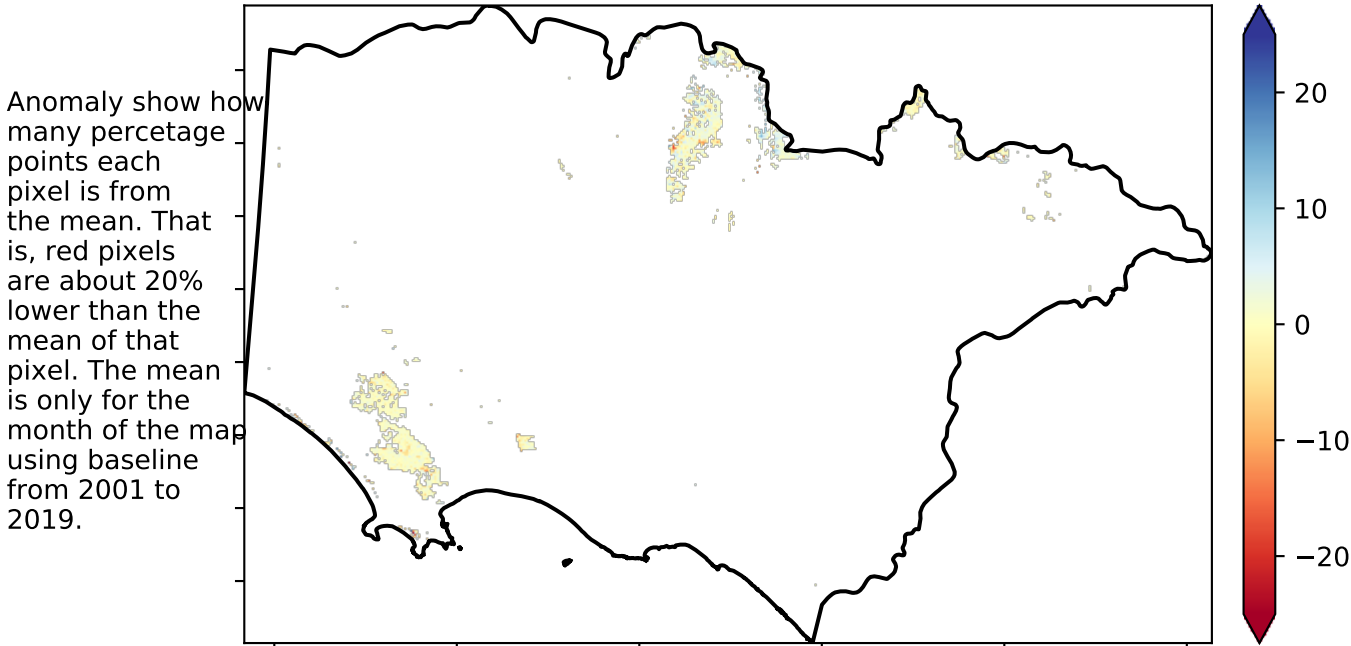 Anomaly show how
many percetage
points each
pixel is from
the mean. That
is, red pixels
are about 20%
lower than the
mean of that
pixel. The mean
is only for the
month of the map
using baseline
from 2001 to
2019.
20
10
0
−10
−20